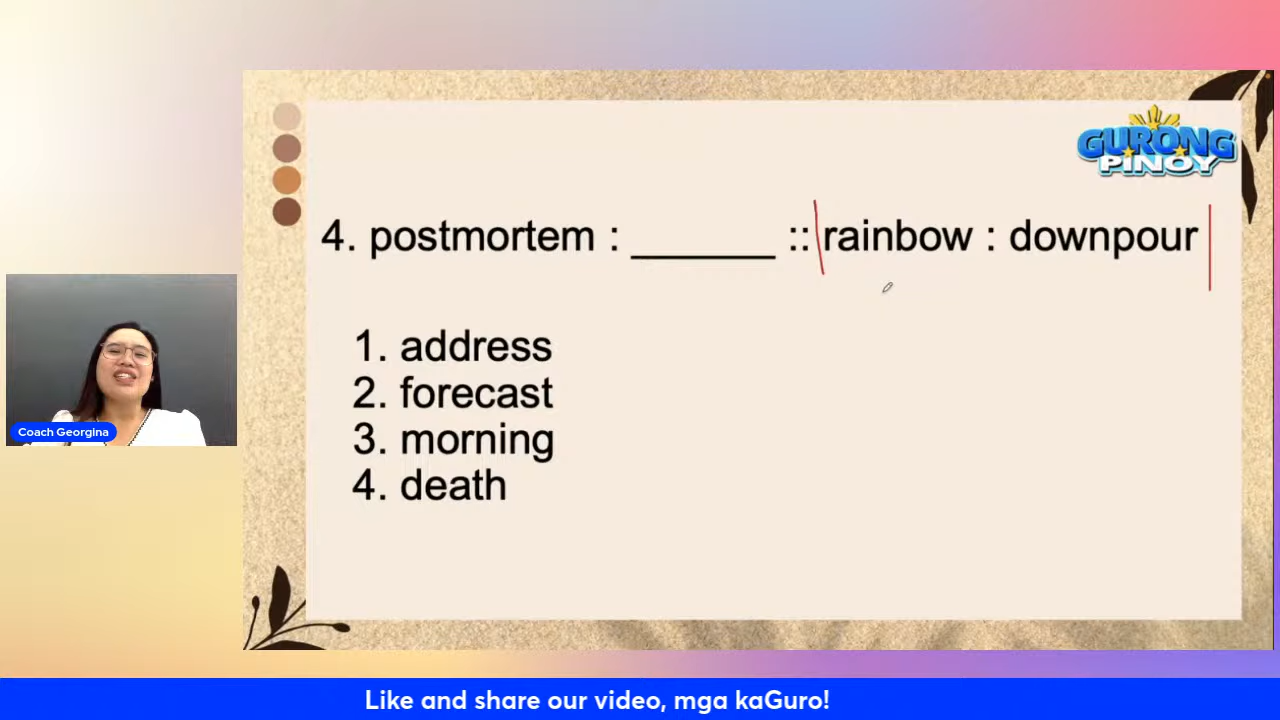 GURONG
PINOY
4. postmortem : ______ :: rainbow : downpour
1. address
2. forecast
3. morning
4. death
Coach Georgina
Like and share our video, mga kaGuro!